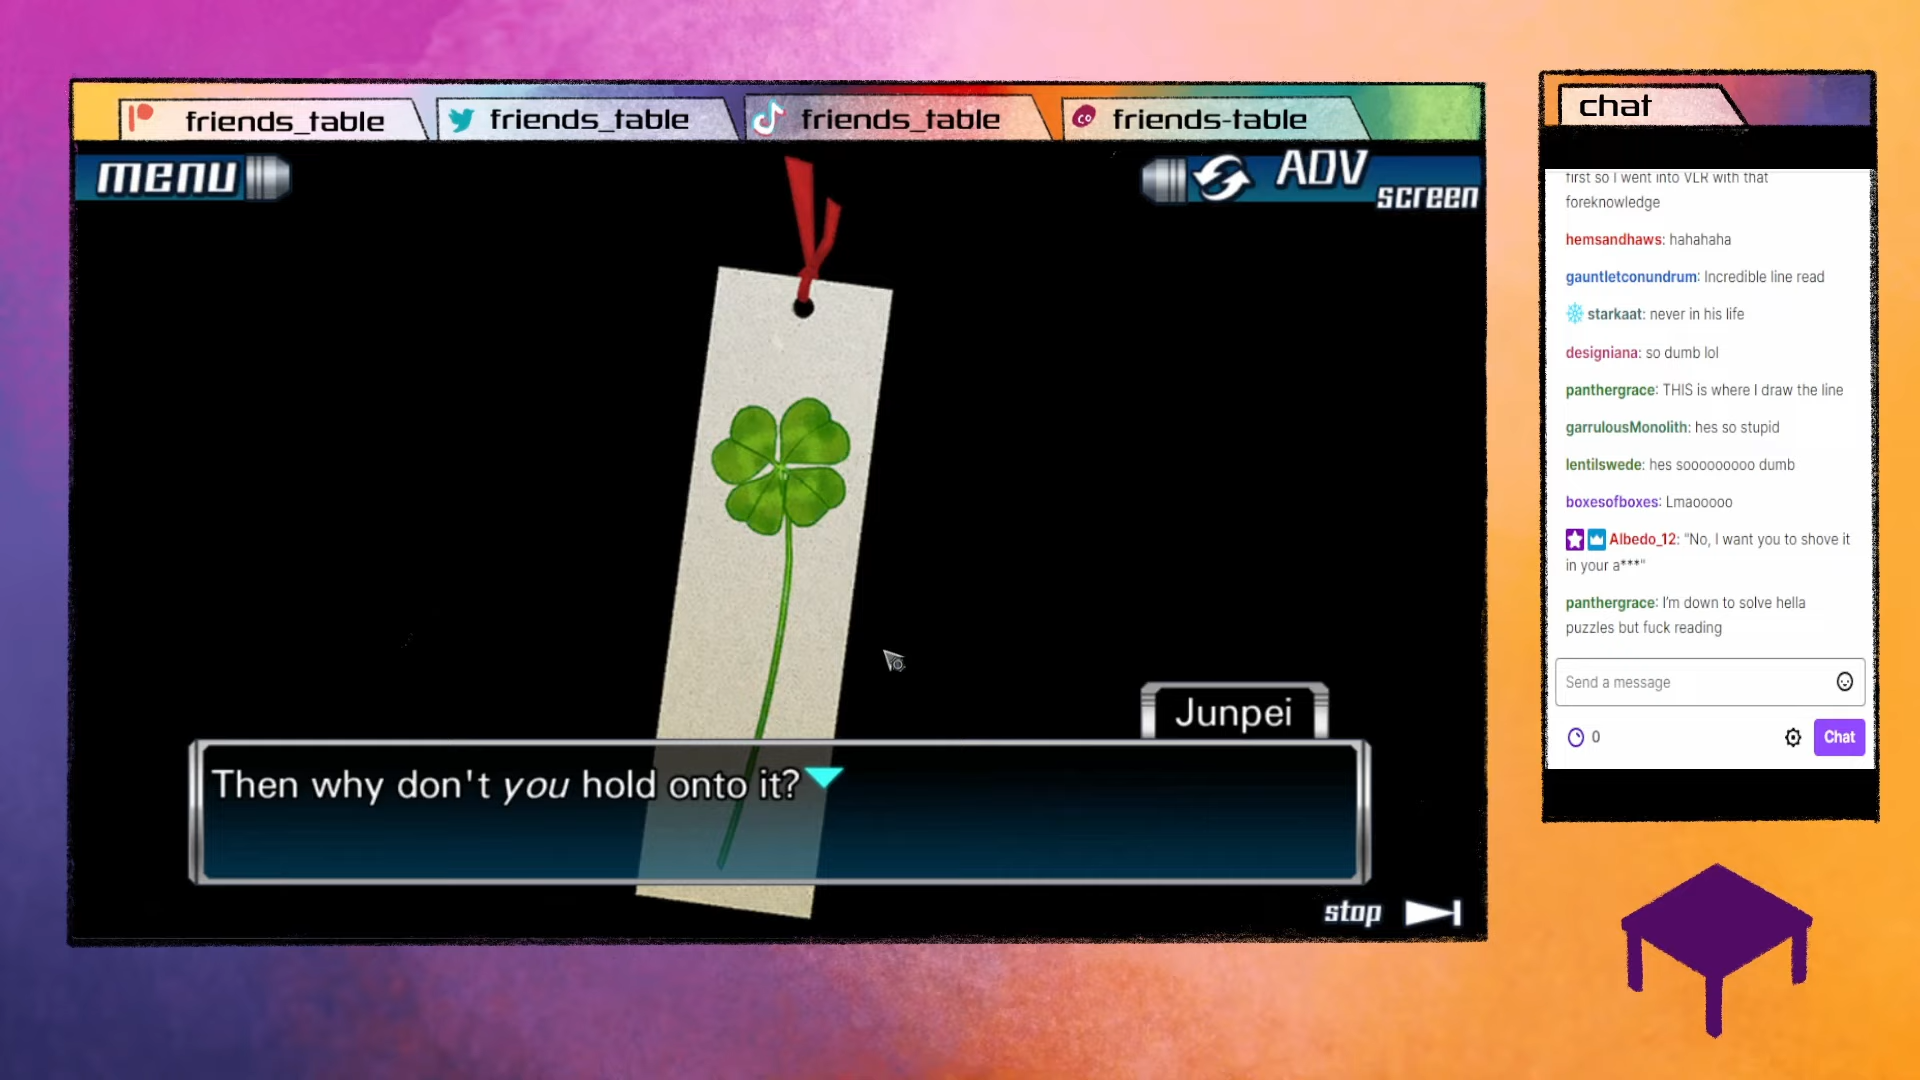 friends_table
friends_table
friends_table
friends-table
menu
ADV
screen
Junpei
Then why don't you hold onto it?
stop
chat
first so I went into VLR with that
foreknowledge
hemsandhaws: hahahaha
gauntletconundrum: Incredible line read
starkaat: never in his life
designiana: so dumb lol
panthergrace: THIS is where I draw the line
garrulousMonolith: hes so stupid
lentilswede: hes sooooooooo dumb
boxesofboxes: Lmaooooo
Albedo_12: "No, I want you to shove it
in your a***"
panthergrace: I'm down to solve hella
puzzles but fuck reading
Send a message
0
Chat